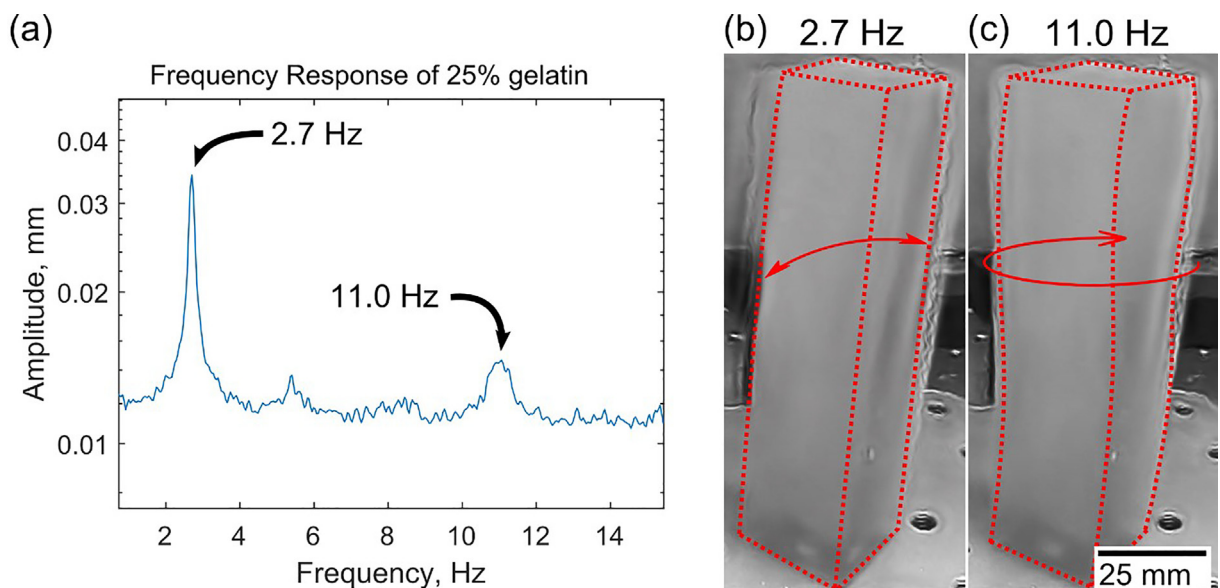 (a)
Frequency Response of 25% gelatin
2.7 Hz
11.0 Hz
Amplitude, mm
0.04
0.03
0.02
0.01
2 4 6 8 10 12 14
Frequency, Hz
(b) 2.7 Hz
(c) 11.0 Hz
25 mm